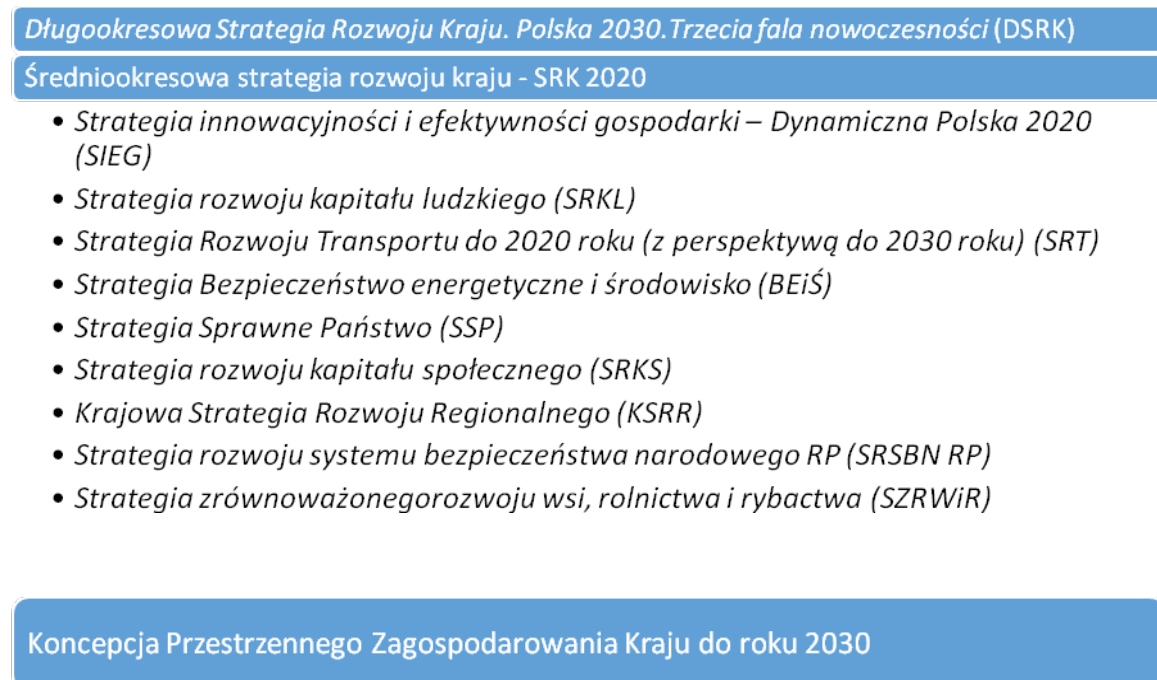 Długookresowa Strategia Rozwoju Kraju. Polska 2030.Trzecia fala nowoczesności (DSRK)
Średniookresowa strategia rozwoju kraju - SRK 2020
• Strategia innowacyjności i efektywności gospodarki – Dynamiczna Polska 2020
(SIEG)
• Strategia rozwoju kapitału ludzkiego (SRKL)
• Strategia Rozwoju Transportu do 2020 roku (z perspektywą do 2030 roku) (SRT)
• Strategia Bezpieczeństwo energetyczne i środowisko (BEiŚ)
• Strategia Sprawne Państwo (SSP)
• Strategia rozwoju kapitału społecznego (SRKS)
• Krajowa Strategia Rozwoju Regionalnego (KSRR)
• Strategia rozwoju systemu bezpieczeństwa narodowego RP (SRSBN RP)
• Strategia zrównoważonegorozwoju wsi, rolnictwa i rybactwa (SZRWiR)
Koncepcja Przestrzennego Zagospodarowania Kraju do roku 2030